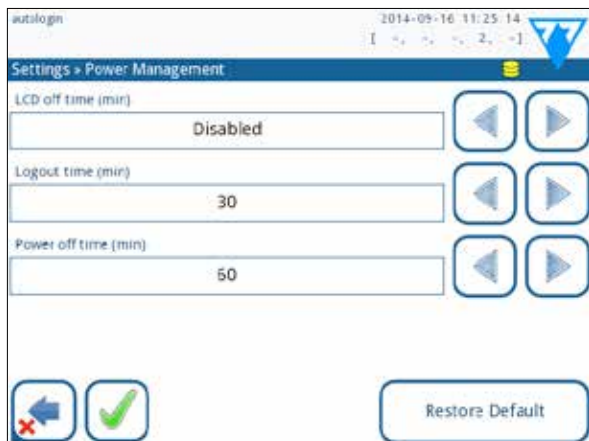 autologin
2014-09-16 11:25:14
[ -, -, -, 2, -]
Settings » Power Management
LCD off time (min)
Disabled
Logout time (min)
30
Power off time (min)
60
Restore Default